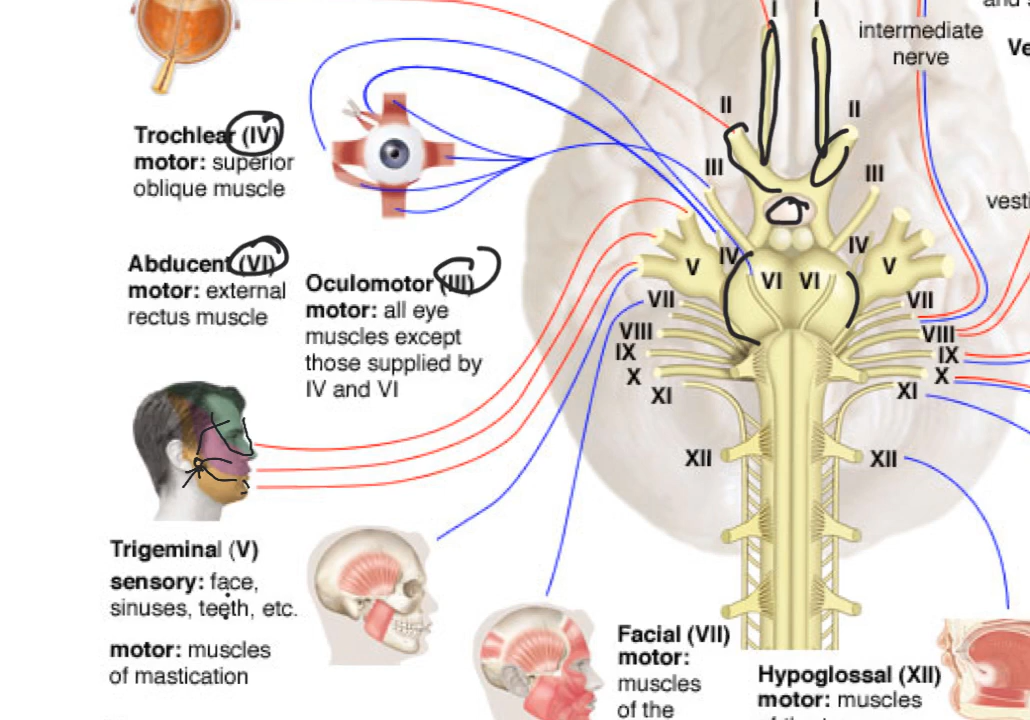 I I
intermediate
nerve
Ve
II II
Trochlear (IV)
motor: superior
oblique muscle
III III
vesti
Abducent (VI)
motor: external
rectus muscle
Oculomotor (III)
motor: all eye
muscles except
those supplied by
IV and VI
IV IV
V V
VI VI
VII VII
VIII VIII
IX IX
X X
XI XI
XII XII
Trigeminal (V)
sensory: face,
sinuses, teeth, etc.
motor: muscles
of mastication
Facial (VII)
motor:
muscles
of the
Hypoglossal (XII)
motor: muscles